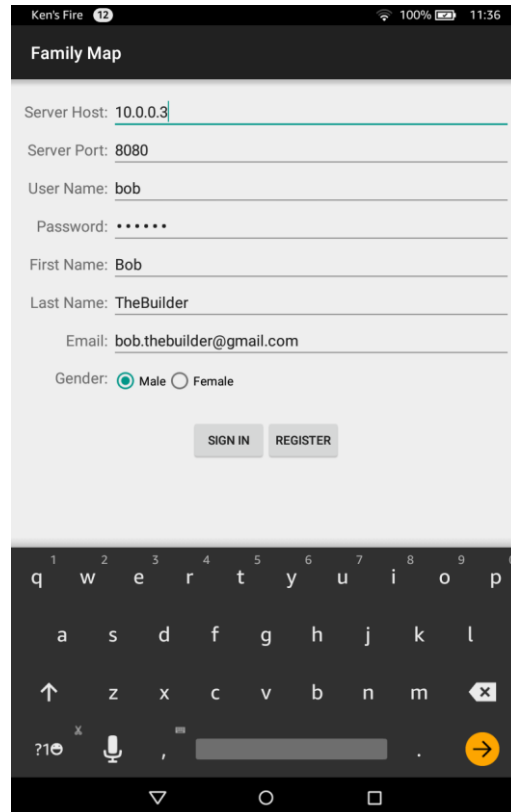 Ken's Fire 12 100% 11:36
Family Map
Server Host: 10.0.0.3
Server Port: 8080
User Name: bob
Password: ••••••
First Name: Bob
Last Name: TheBuilder
Email: bob.thebuilder@gmail.com
Gender: Male Female
SIGN IN REGISTER
1 2 3 4 5 6 7 8 9
q w e r t y u i o p
a s d f g h j k l
z x c v b n m
?1 , .